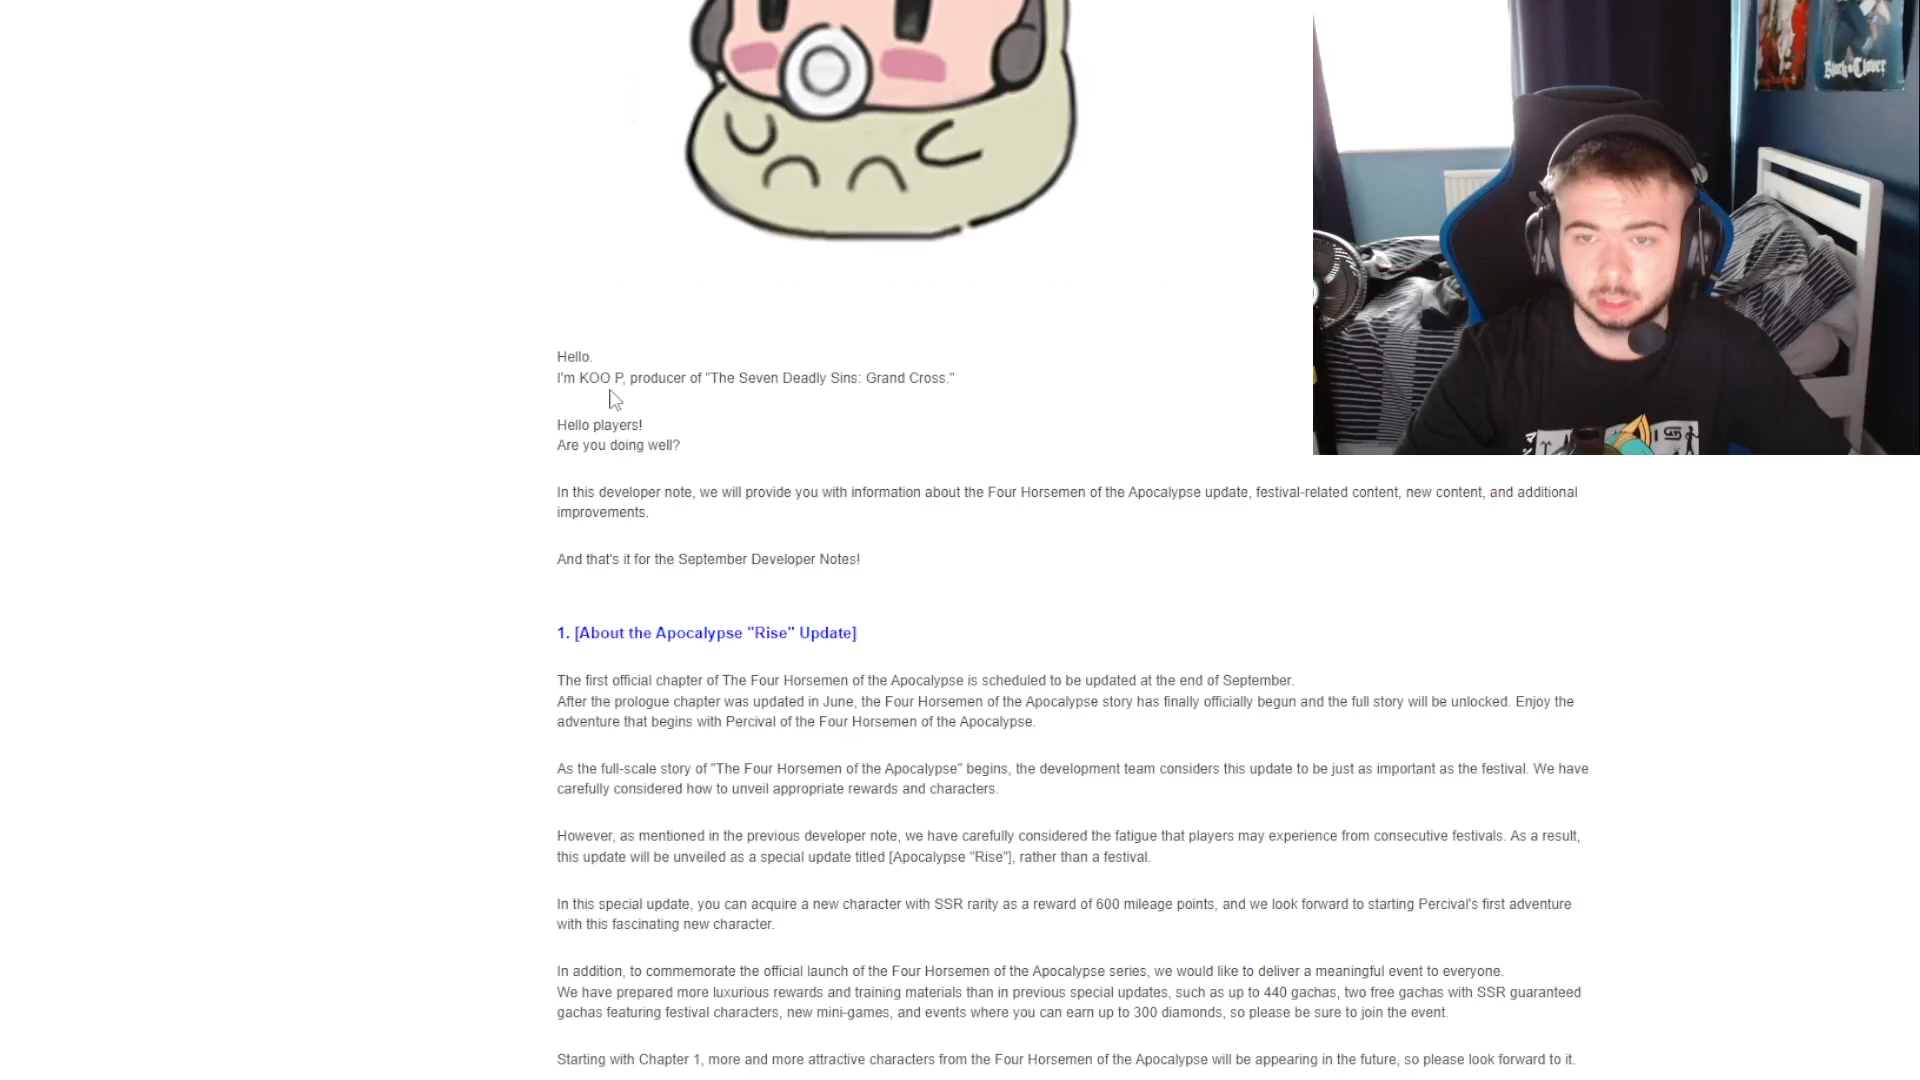 Black Clover
Hello.
I'm KOO P, producer of "The Seven Deadly Sins: Grand Cross."
Hello players!
Are you doing well?
In this developer note, we will provide you with information about the Four Horsemen of the Apocalypse update, festival-related content, new content, and additional
improvements.
And that's it for the September Developer Notes!
1. [About the Apocalypse "Rise" Update]
The first official chapter of The Four Horsemen of the Apocalypse is scheduled to be updated at the end of September.
After the prologue chapter was updated in June, the Four Horsemen of the Apocalypse story has finally officially begun and the full story will be unlocked. Enjoy the
adventure that begins with Percival of the Four Horsemen of the Apocalypse.
As the full-scale story of "The Four Horsemen of the Apocalypse" begins, the development team considers this update to be just as important as the festival. We have
carefully considered how to unveil appropriate rewards and characters.
However, as mentioned in the previous developer note, we have carefully considered the fatigue that players may experience from consecutive festivals. As a result,
this update will be unveiled as a special update titled [Apocalypse "Rise"], rather than a festival.
In this special update, you can acquire a new character with SSR rarity as a reward of 600 mileage points, and we look forward to starting Percival's first adventure
with this fascinating new character.
In addition, to commemorate the official launch of the Four Horsemen of the Apocalypse series, we would like to deliver a meaningful event to everyone.
We have prepared more luxurious rewards and training materials than in previous special updates, such as up to 440 gachas, two free gachas with SSR guaranteed
gachas featuring festival characters, new mini-games, and events where you can earn up to 300 diamonds, so please be sure to join the event.
Starting with Chapter 1, more and more attractive characters from the Four Horsemen of the Apocalypse will be appearing in the future, so please look forward to it.